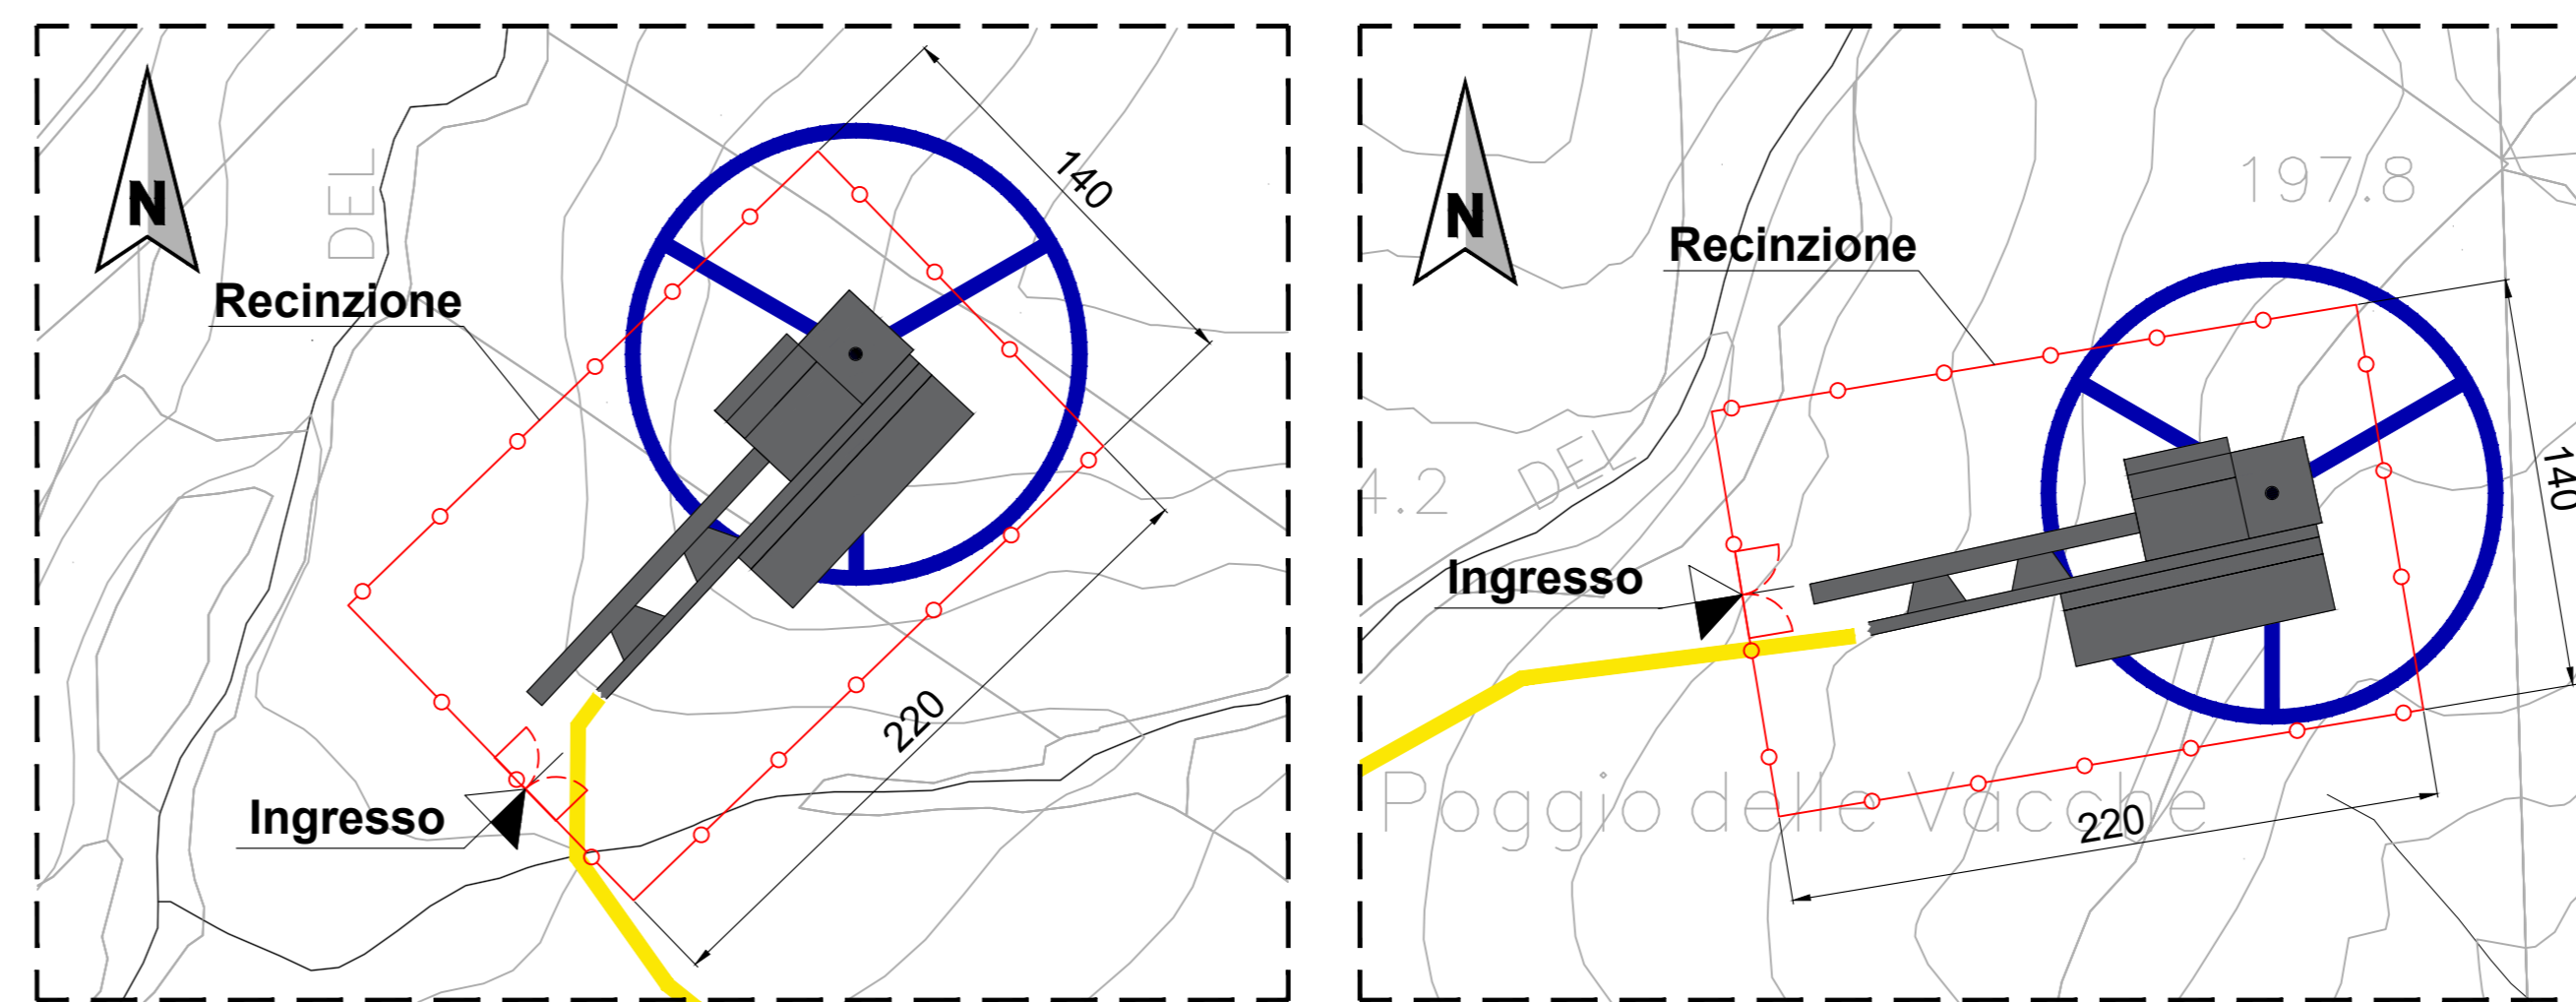 N
DEL
140
Recinzione
220
Ingresso
N
197.8
Recinzione
140
4.2
DEL
Ingresso
Poggio delle Vacche
220